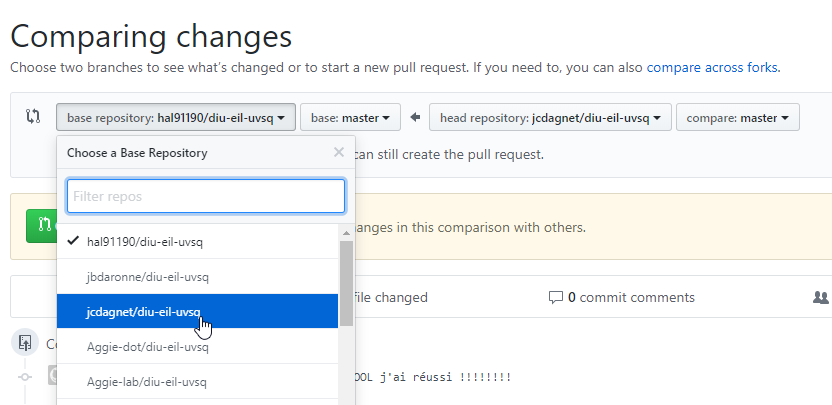 Comparing changes
Choose two branches to see what's changed or to start a new pull request. If you need to, you can also compare across forks.
base repository: hal91190/diu-eil-uvsq base: master head repository: jcdagnet/diu-eil-uvsq compare: master
Choose a Base Repository
can still create the pull request.
Filter repos
anges in this comparison with others.
hal91190/diu-eil-uvsq
jbdaronne/diu-eil-uvsq
jcdagnet/diu-eil-uvsq
file changed
0 commit comments
Aggie-dot/diu-eil-uvsq
Aggie-lab/diu-eil-uvsq
OOL j'ai réussi !!!!!!!!